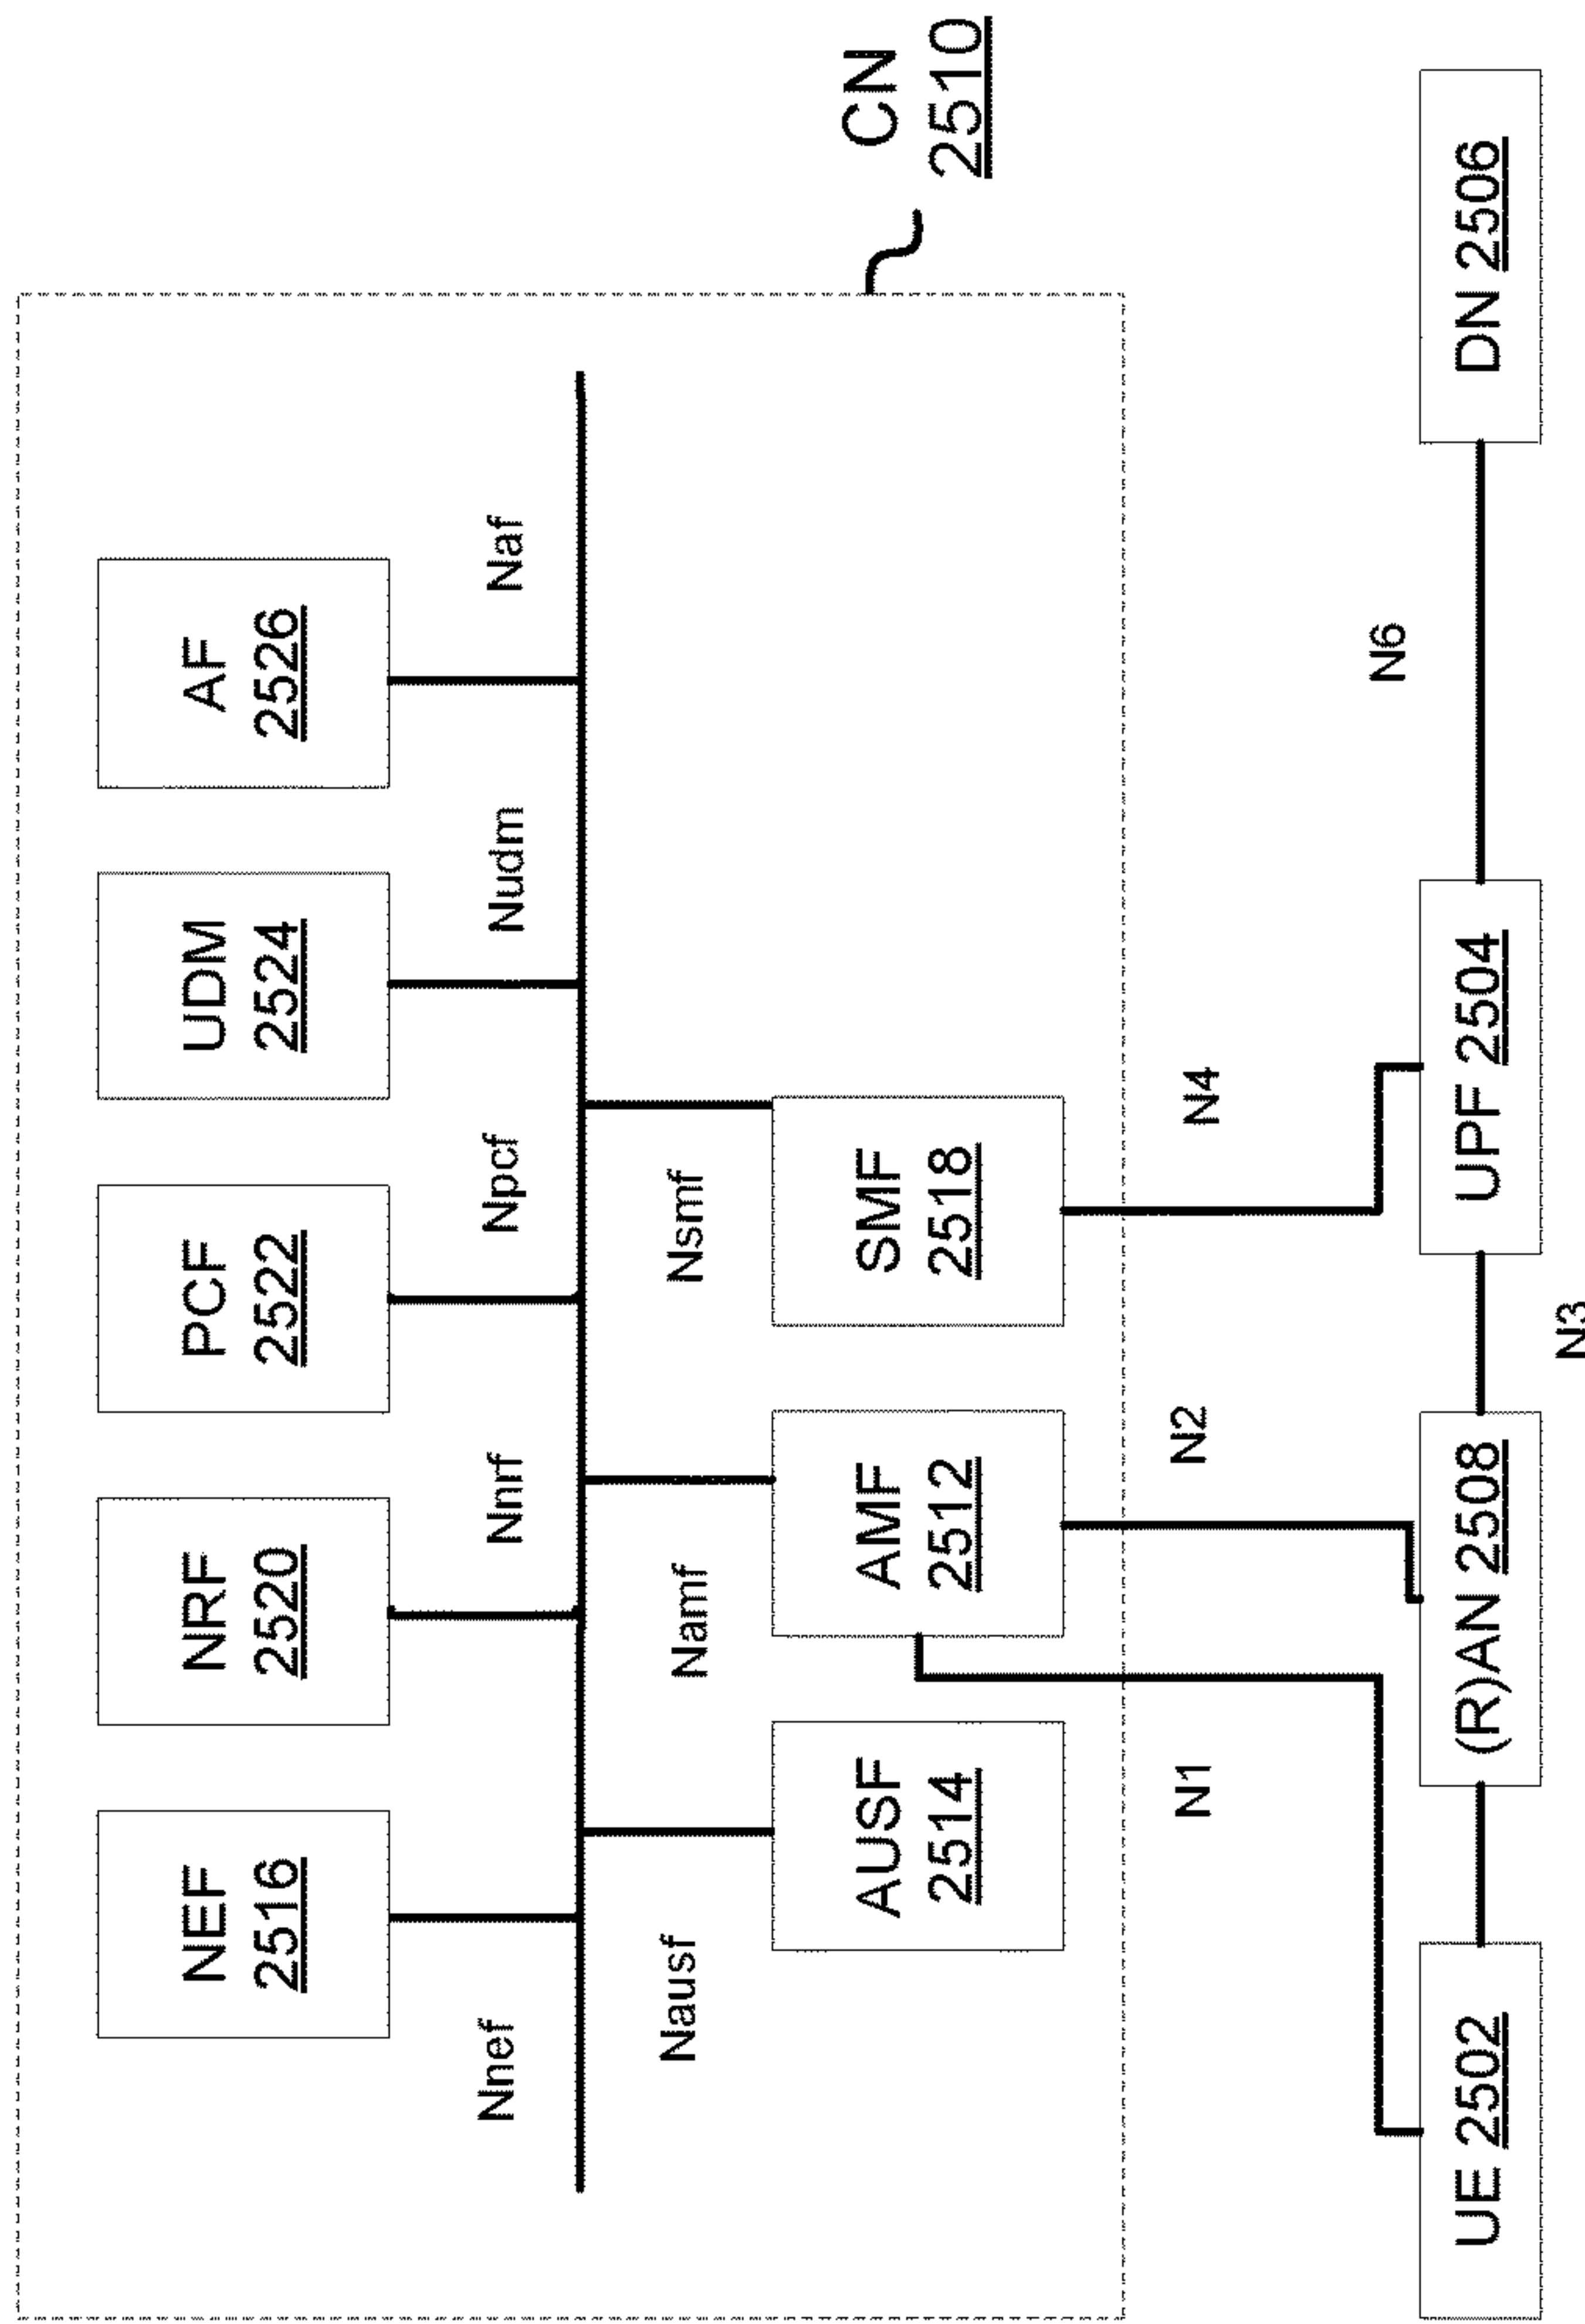 NEF
2516
NRF
2520
PCF
2522
UDM
2524
AF
2526
Nnef
Nnrf
Npcf
Nudm
Naf
Nausf
Namf
Nsmf
AUSF
2514
AMF
2512
SMF
2518
CN
2510
N1
N2
N4
N6
UE 2502
(R)AN 2508
UPF 2504
DN 2506
N3